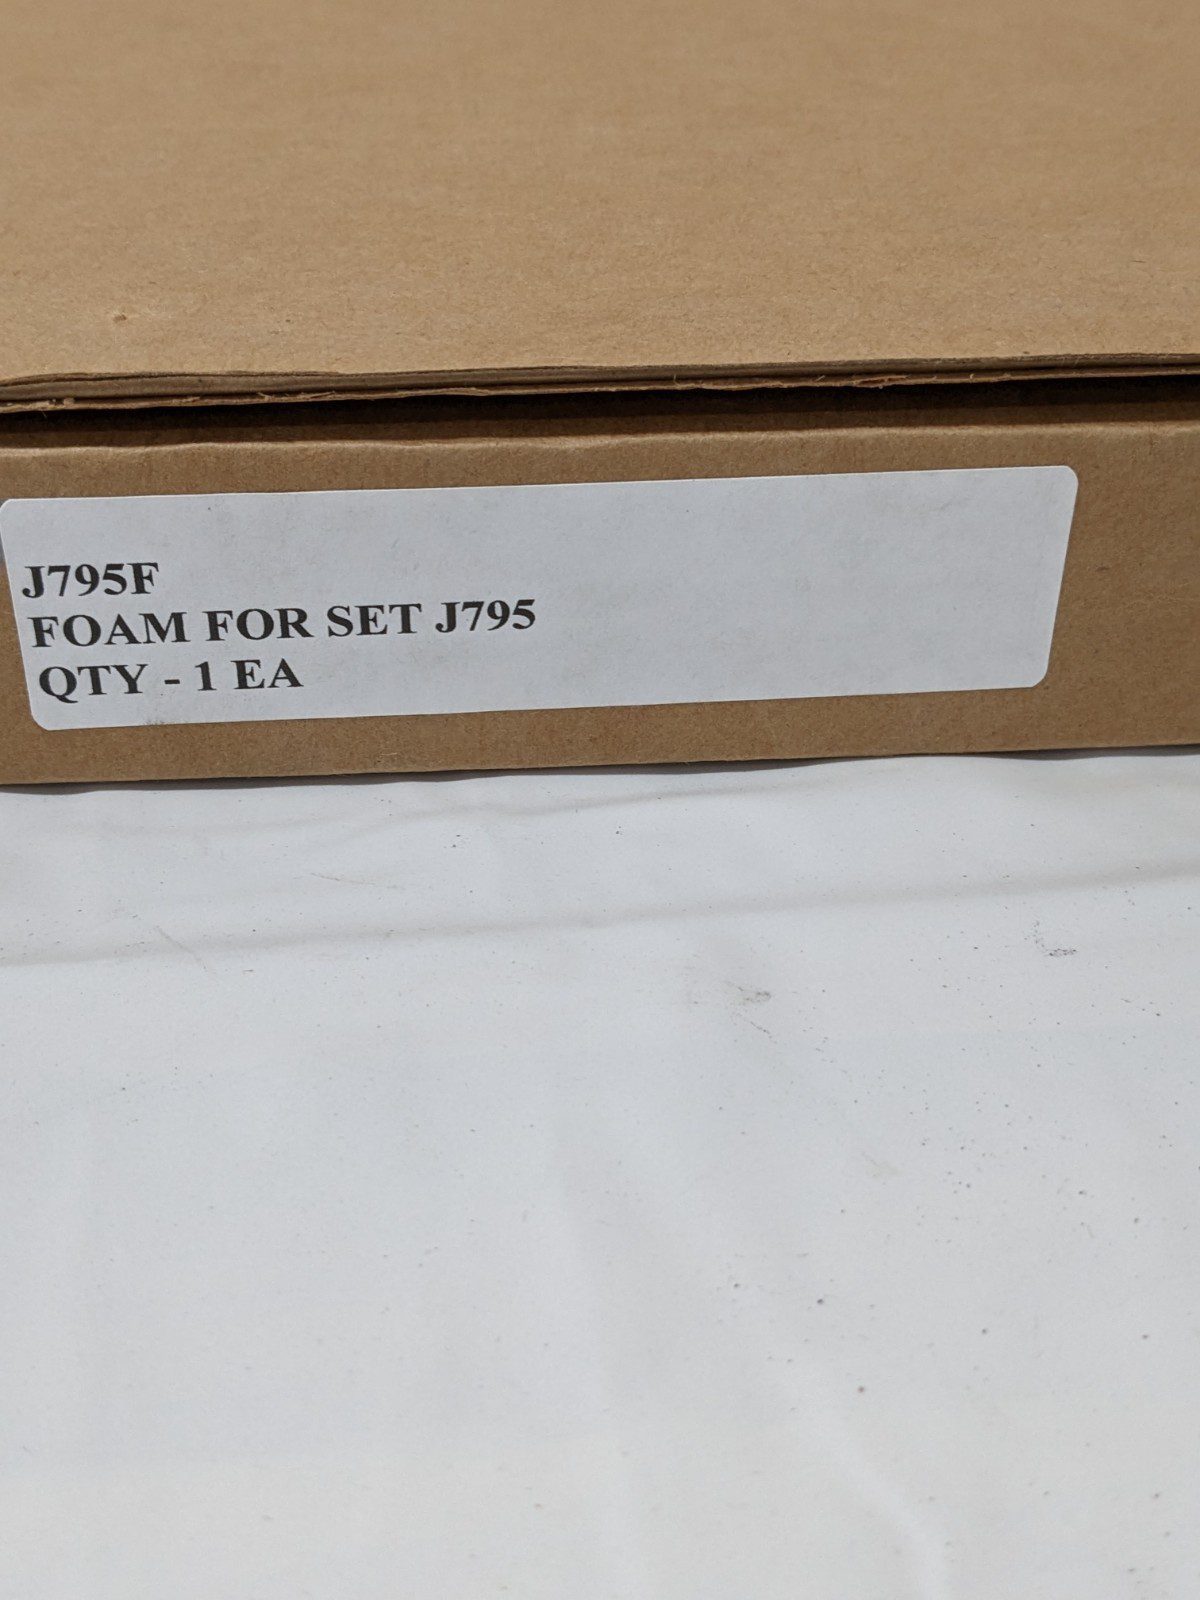 J795F
FOAM FOR SET J795
QTY - 1 EA